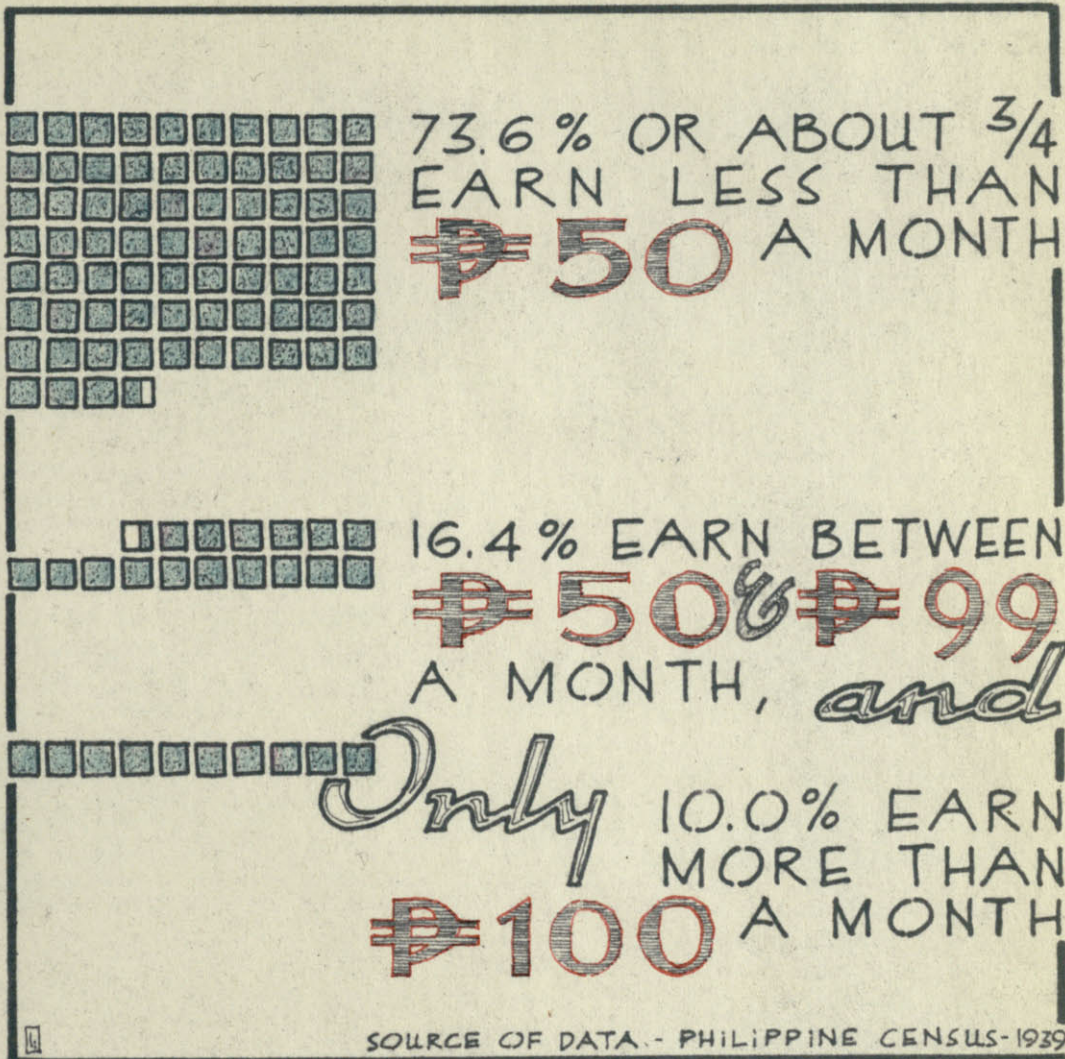 73.6% OR ABOUT 3/4
EARN LESS THAN
₱50 A MONTH
16.4% EARN BETWEEN
₱50 & ₱99
A MONTH, and
Only 10.0% EARN
MORE THAN
₱100 A MONTH
SOURCE OF DATA.- PHILIPPINE CENSUS-1939